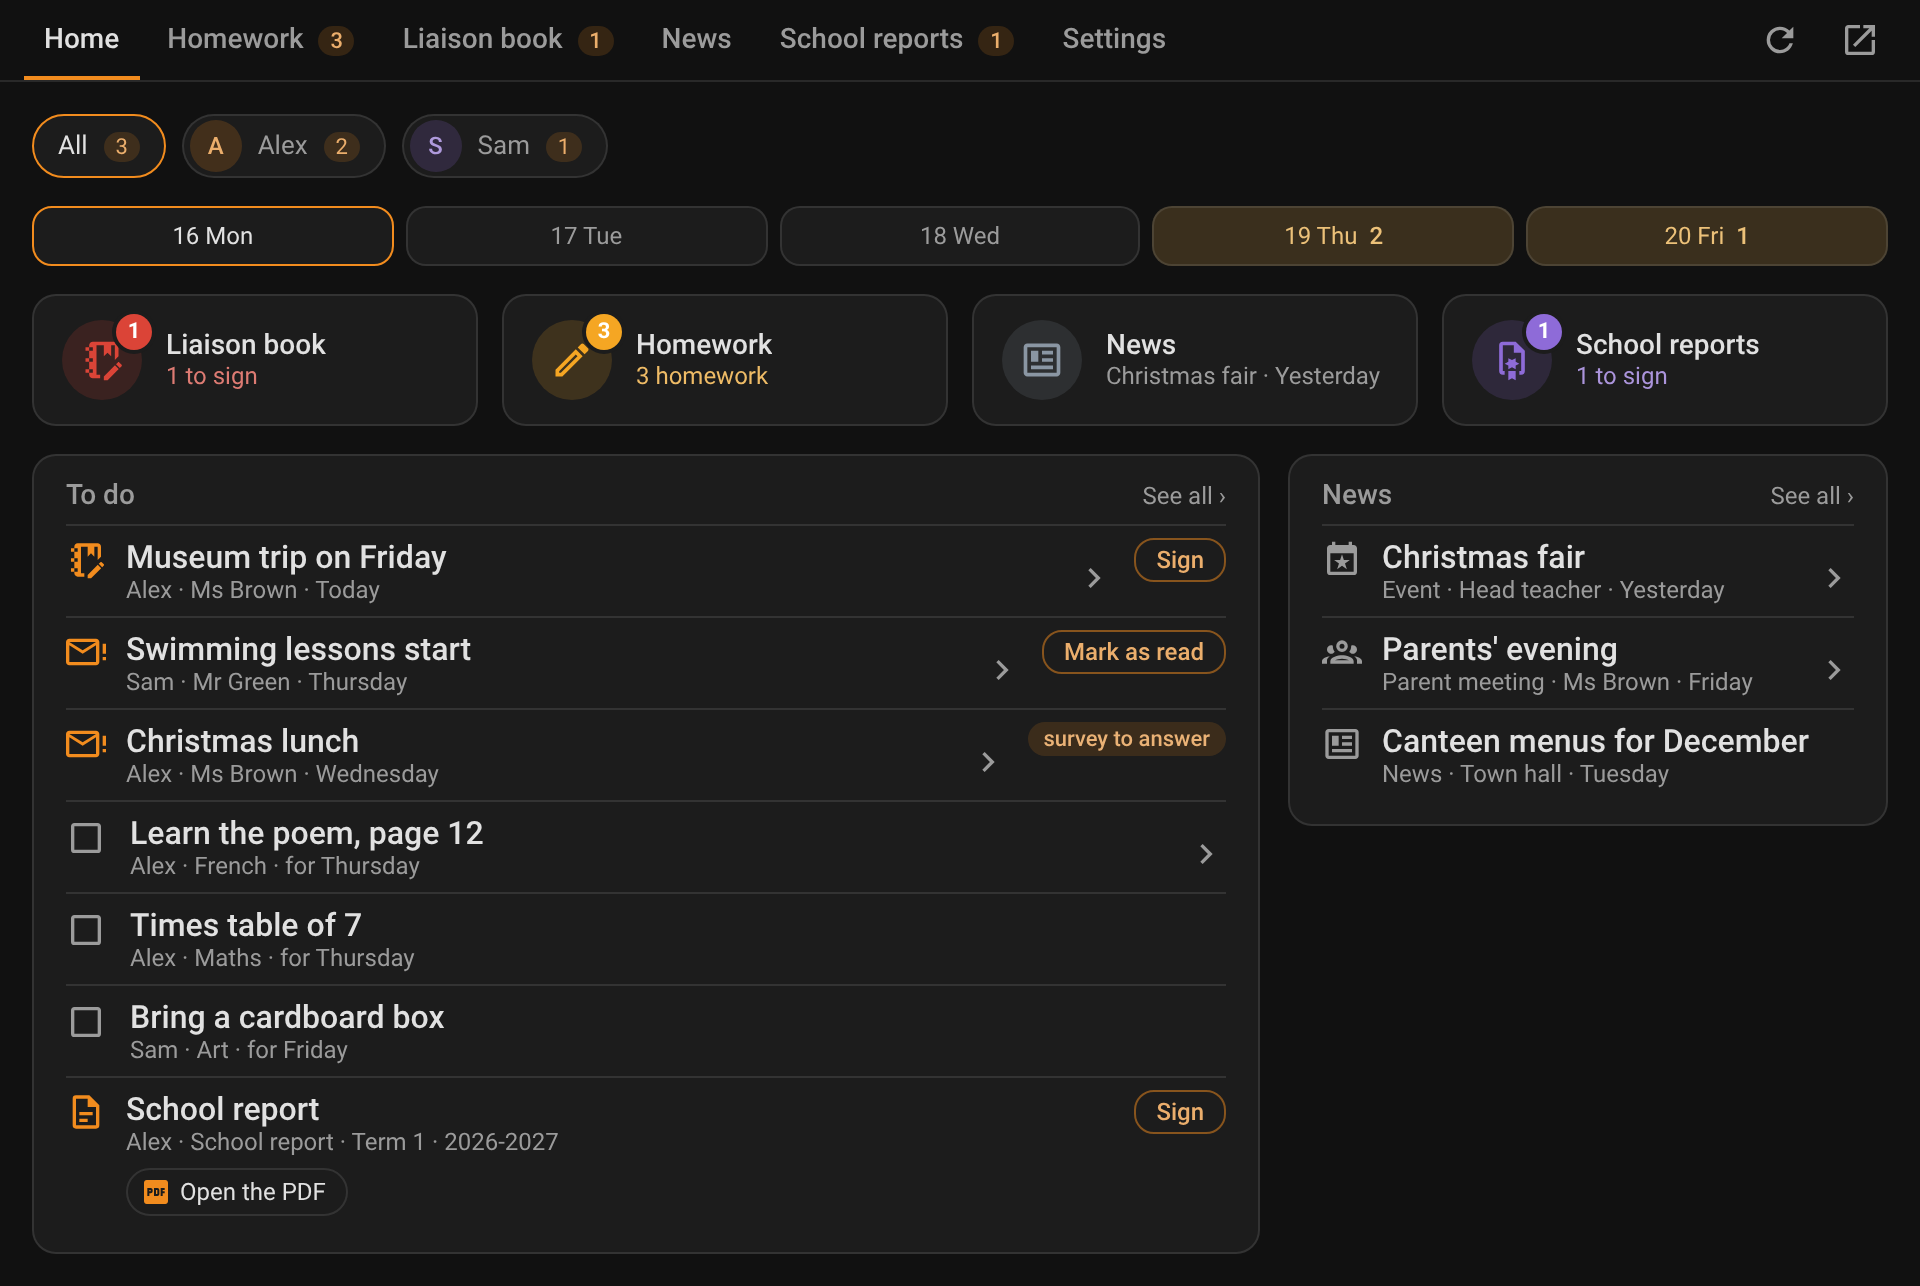 Home Homework 3 Liaison book 1 News School reports 1 Settings
All 3 A Alex 2 S Sam 1
16 Mon 17 Tue 18 Wed 19 Thu 2 20 Fri 1
1 Liaison book
1 to sign
3 Homework
3 homework
News
Christmas fair · Yesterday
1 School reports
1 to sign
To do See all ›
Museum trip on Friday Sign
Alex · Ms Brown · Today
Swimming lessons start Mark as read
Sam · Mr Green · Thursday
Christmas lunch survey to answer
Alex · Ms Brown · Wednesday
Learn the poem, page 12
Alex · French · for Thursday
Times table of 7
Alex · Maths · for Thursday
Bring a cardboard box
Sam · Art · for Friday
School report Sign
Alex · School report · Term 1 · 2026-2027
PDF Open the PDF
News See all ›
Christmas fair
Event · Head teacher · Yesterday
Parents' evening
Parent meeting · Ms Brown · Friday
Canteen menus for December
News · Town hall · Tuesday